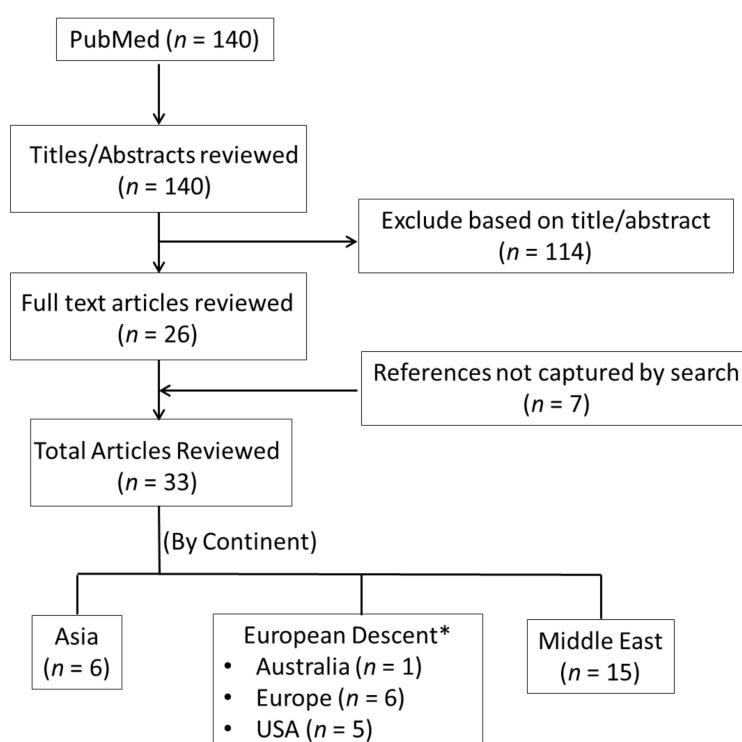 PubMed (n = 140)
Titles/Abstracts reviewed
(n = 140)
Exclude based on title/abstract
(n = 114)
Full text articles reviewed
(n = 26)
References not captured by search
(n = 7)
Total Articles Reviewed
(n = 33)
(By Continent)
Asia
(n = 6)
European Descent*
• Australia (n = 1)
• Europe (n = 6)
• USA (n = 5)
Middle East
(n = 15)